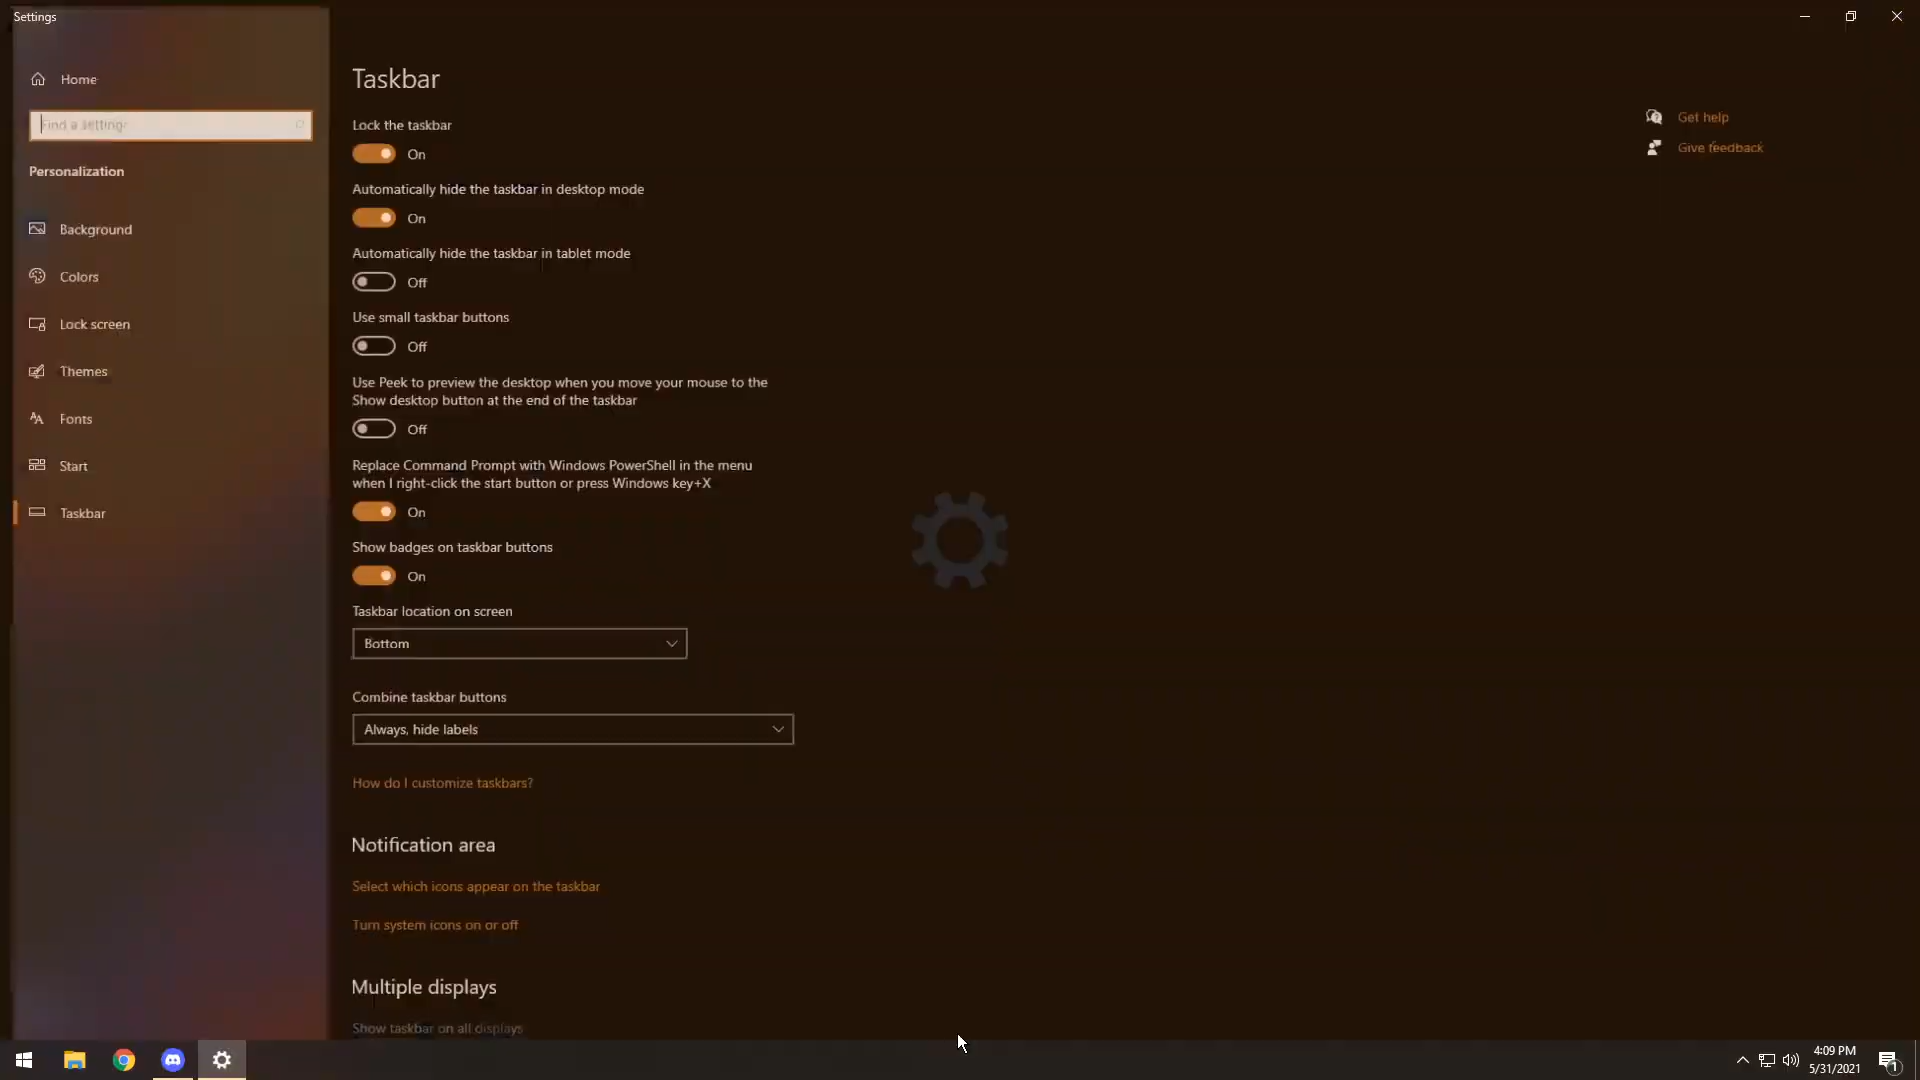 Settings
Home
Find a setting
Personalization
Background
Colors
Lock screen
Themes
Fonts
Start
Taskbar
Taskbar
Lock the taskbar
On
Automatically hide the taskbar in desktop mode
On
Automatically hide the taskbar in tablet mode
Off
Use small taskbar buttons
Off
Use Peek to preview the desktop when you move your mouse to the
Show desktop button at the end of the taskbar
Off
Replace Command Prompt with Windows PowerShell in the menu
when I right-click the start button or press Windows key+X
On
Show badges on taskbar buttons
On
Taskbar location on screen
Bottom
Combine taskbar buttons
Always, hide labels
How do I customize taskbars?
Notification area
Select which icons appear on the taskbar
Turn system icons on or off
Multiple displays
Show taskbar on all displays
Get help
Give feedback
4:09 PM
5/31/2021
1